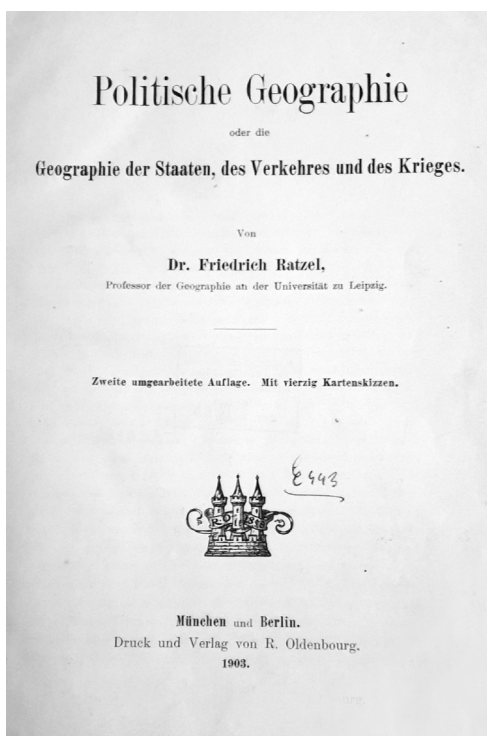 Politische Geographie
oder die
Geographie der Staaten, des Verkehres und des Krieges.
Von
Dr. Friedrich Ratzel,
Professor der Geographie an der Universität zu Leipzig.
Zweite umgearbeitete Auflage. Mit vierzig Kartenskizzen.
E 443
München und Berlin.
Druck und Verlag von R. Oldenbourg.
1903.